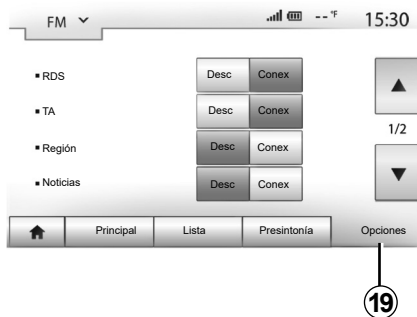 FM -- °F 15:30
RDS Desc Conex
TA Desc Conex
1/2
Región Desc Conex
Noticias Desc Conex
Principal Lista Presintonía Opciones
19